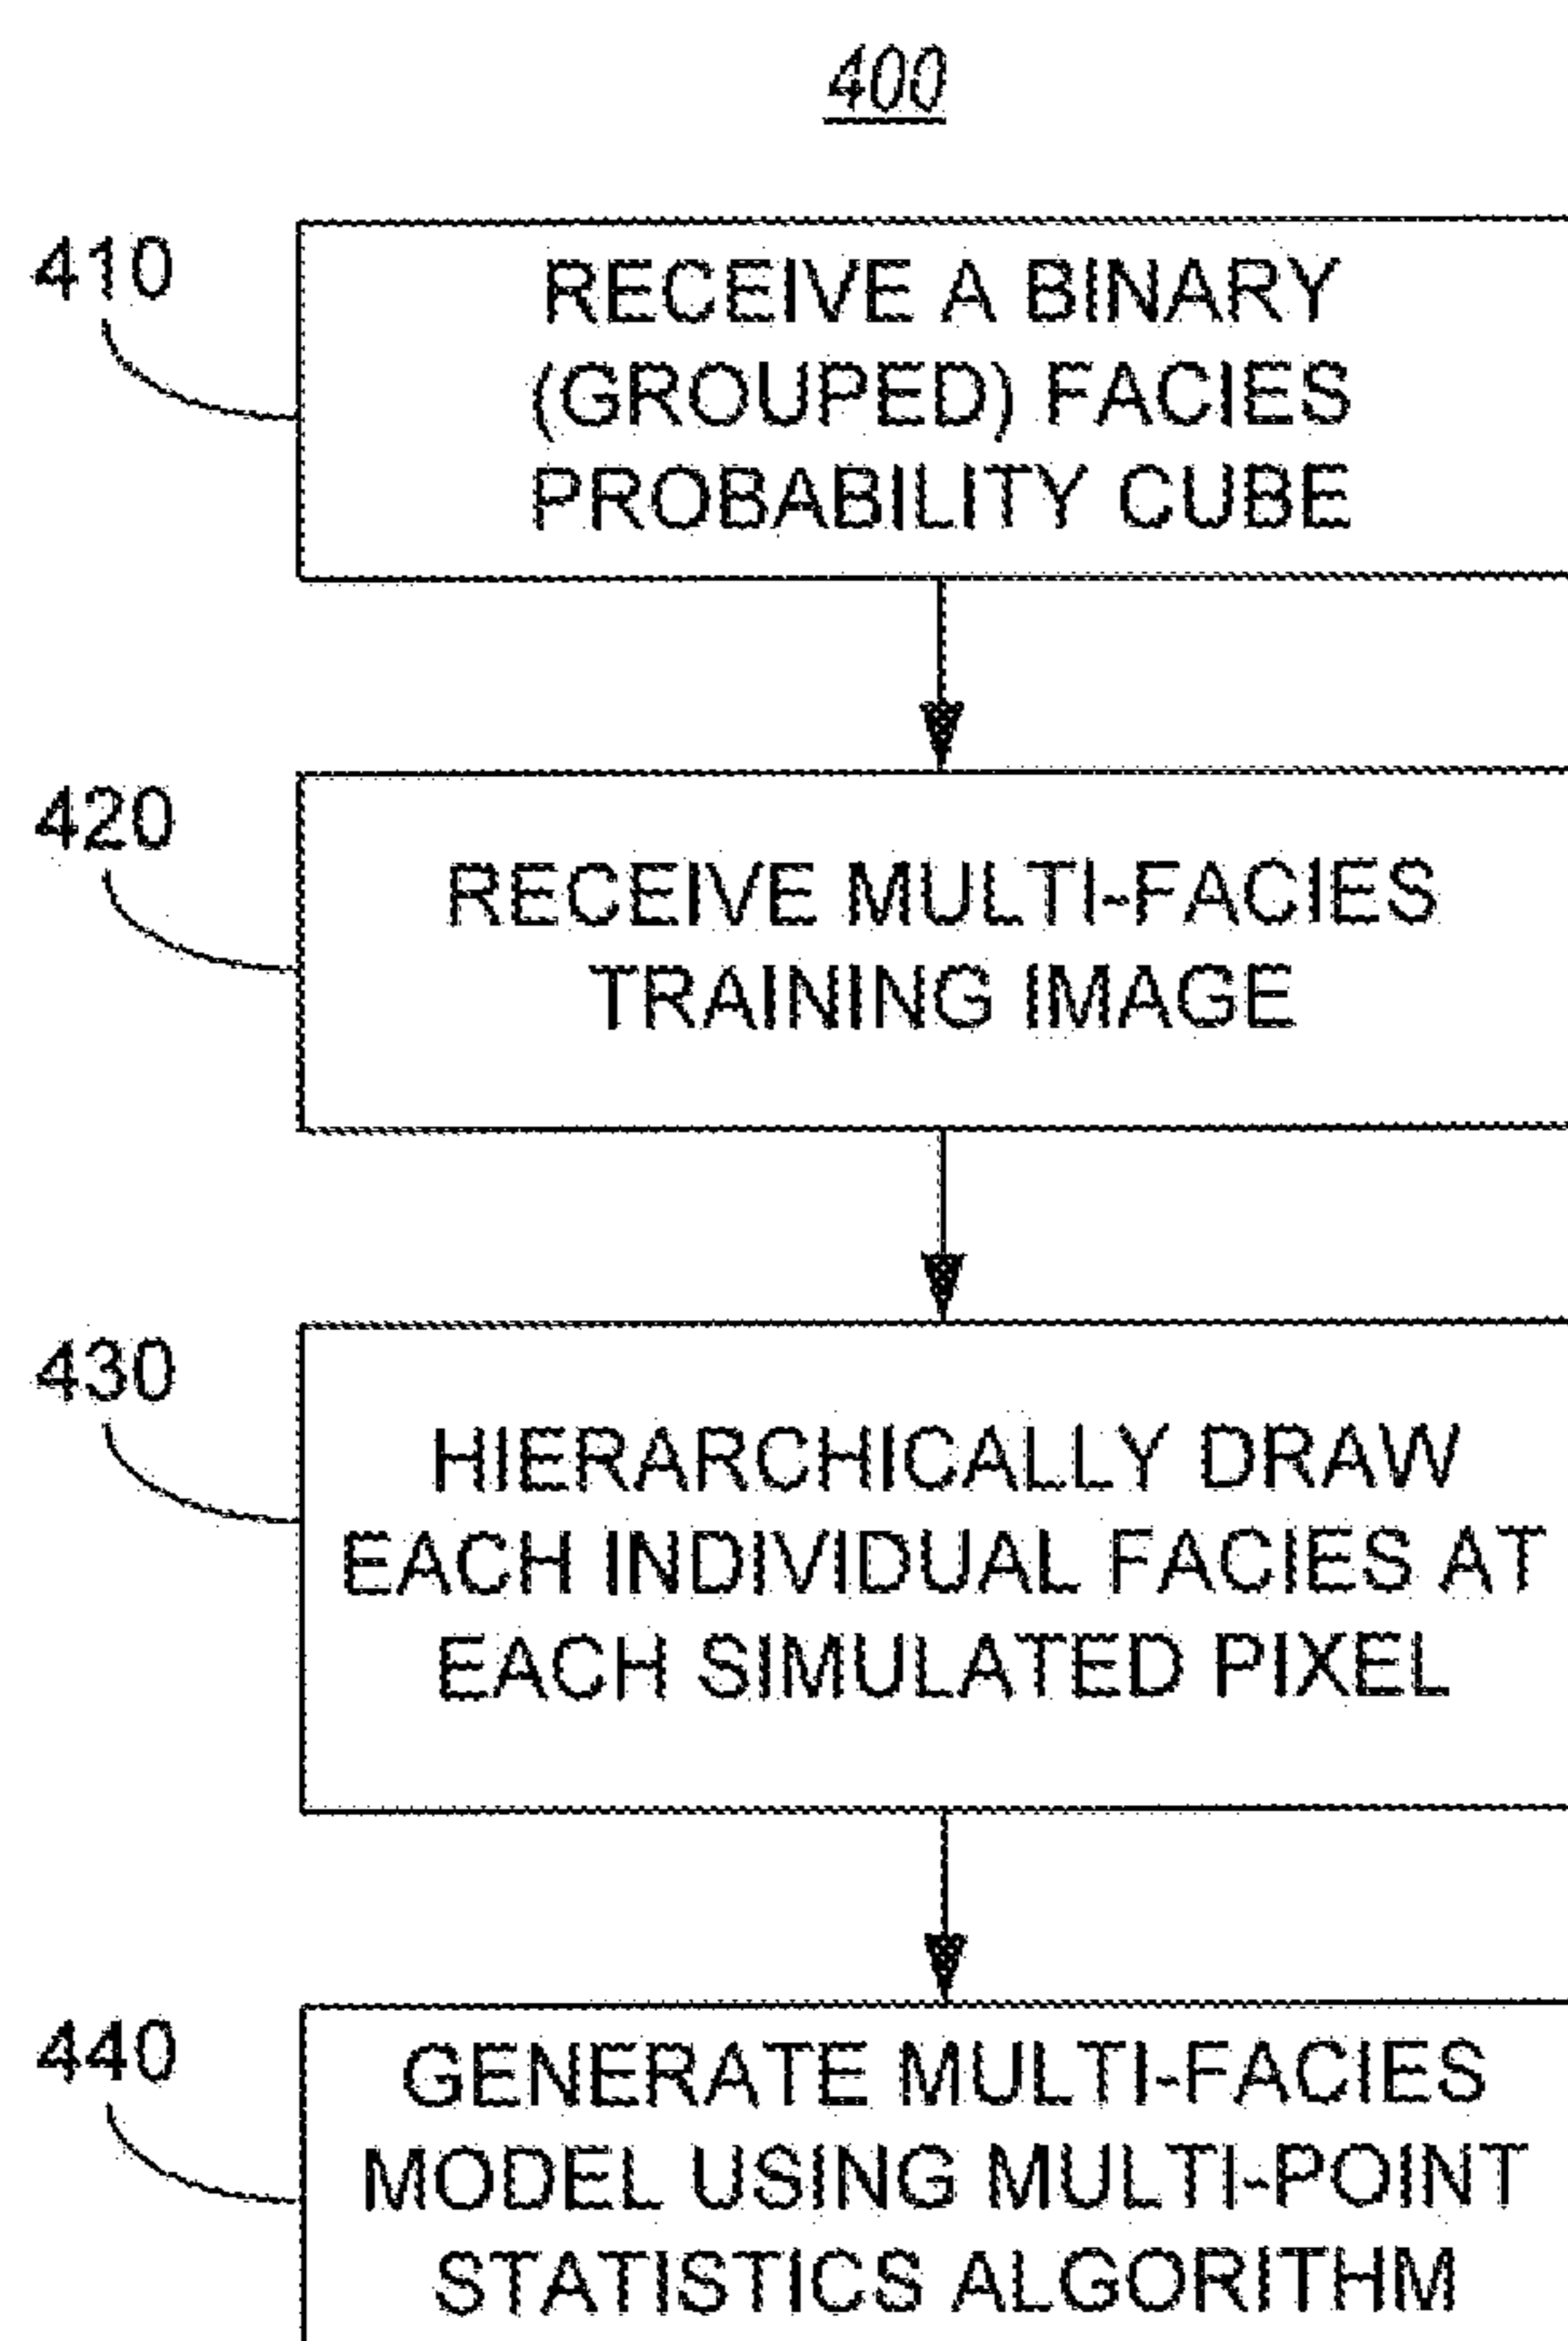 400
410
RECEIVE A BINARY
(GROUPED) FACIES
PROBABILITY CUBE
420
RECEIVE MULTI-FACIES
TRAINING IMAGE
430
HIERARCHICALLY DRAW
EACH INDIVIDUAL FACIES AT
EACH SIMULATED PIXEL
440
GENERATE MULTI-FACIES
MODEL USING MULTI-POINT
STATISTICS ALGORITHM